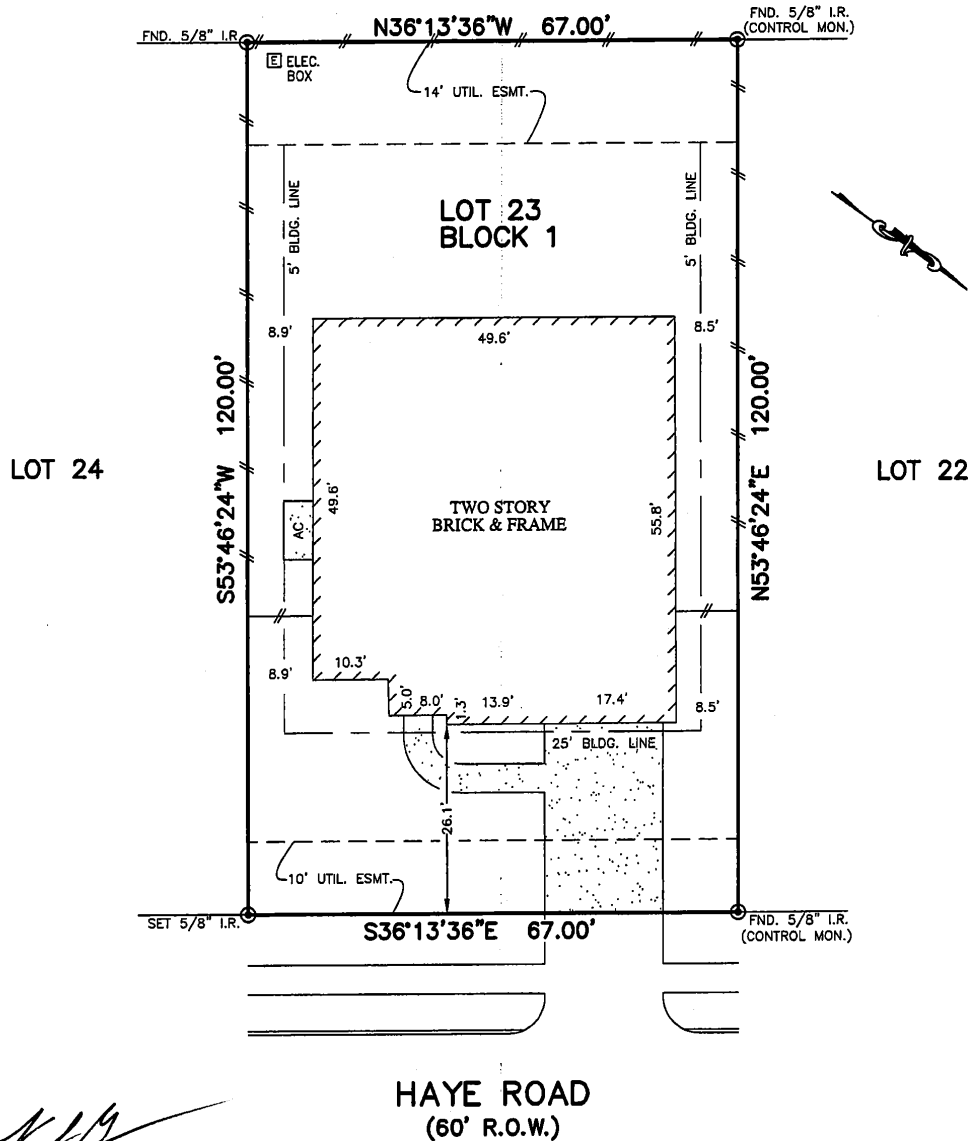 N36°13'36"W 67.00'
FND. 5/8" I.R
FND. 5/8" I.R.
(CONTROL MON.)
E ELEC.
BOX
14' UTIL. ESMT.
5' BLDG. LINE
LOT 23
BLOCK 1
5' BLDG. LINE
8.9'
49.6'
8.5'
S53°46'24"W 120.00'
N53°46'24"E 120.00'
LOT 24
LOT 22
49.6'
TWO STORY
BRICK & FRAME
55.8'
AC
8.9'
10.3'
5.0'
8.0'
1.3'
13.9'
17.4'
8.5'
25' BLDG. LINE
26.1'
10' UTIL. ESMT.
SET 5/8" I.R.
S36°13'36"E 67.00'
FND. 5/8" I.R.
(CONTROL MON.)
HAYE ROAD
(60' R.O.W.)